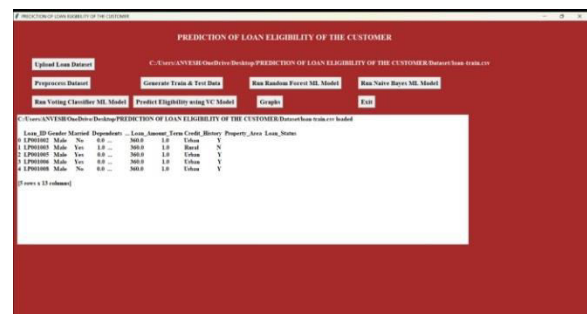 PREDICTION OF LOAN ELIGIBILITY OF THE CUSTOMER
PREDICTION OF LOAN ELIGIBILITY OF THE CUSTOMER
Upload Loan Dataset C:/Users/ANVESH/OneDrive/Desktop/PREDICTION OF LOAN ELIGIBILITY OF THE CUSTOMER/Dataset/loan-train.csv
Preprocess Dataset Generate Train & Test Data Run Random Forest ML Model Run Naive Bayes ML Model
Run Voting Classifier ML Model Predict Eligibility using VC Model Graphs Exit
C:/Users/ANVESH/OneDrive/Desktop/PREDICTION OF LOAN ELIGIBILITY OF THE CUSTOMER/Dataset/loan-train.csv loaded
Loan_ID Gender Married Dependents ... Loan_Amount_Term Credit_History Property_Area Loan_Status
0 LP001002 Male No 0.0 ... 360.0 1.0 Urban Y
1 LP001003 Male Yes 1.0 ... 360.0 1.0 Rural N
2 LP001005 Male Yes 0.0 ... 360.0 1.0 Urban Y
3 LP001006 Male Yes 0.0 ... 360.0 1.0 Urban Y
4 LP001008 Male No 0.0 ... 360.0 1.0 Urban Y
[5 rows x 13 columns]